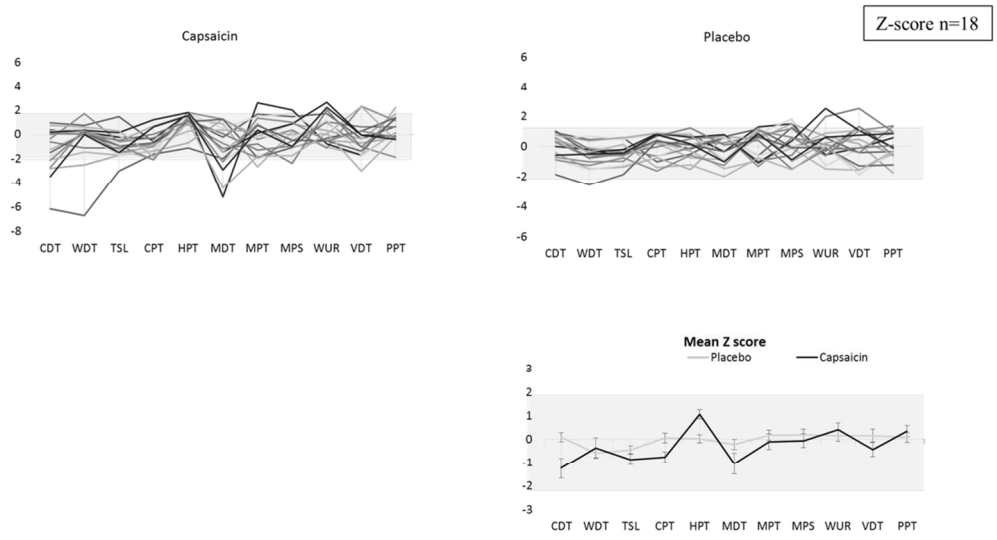 Z-score n=18
Capsaicin
6
4
2
0
-2
-4
-6
-8
CDT WDT TSL CPT HPT MDT MPT MPS WUR VDT PPT
Placebo
6
4
2
0
-2
-4
-6
CDT WDT TSL CPT HPT MDT MPT MPS WUR VDT PPT
Mean Z score
Placebo Capsaicin
3
2
1
0
-1
-2
-3
CDT WDT TSL CPT HPT MDT MPT MPS WUR VDT PPT